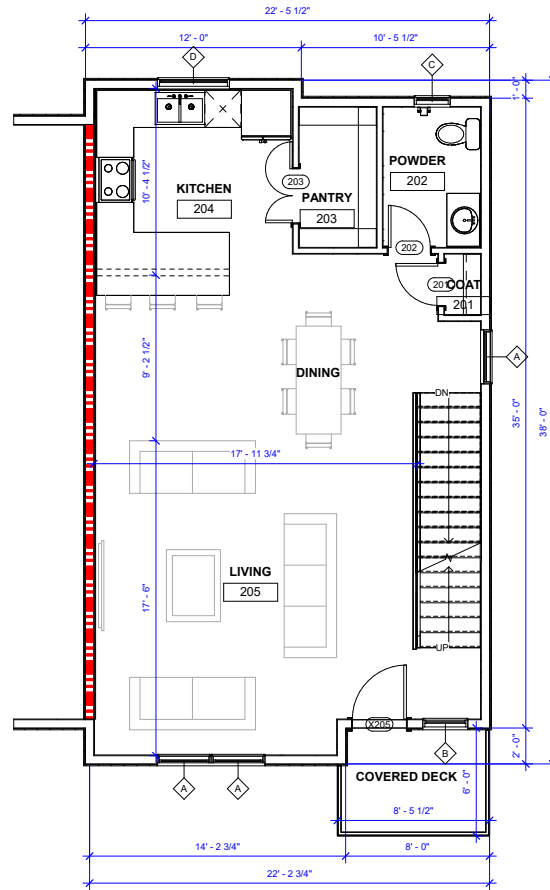 22' - 5 1/2"
12' - 0"
10' - 5 1/2"
D
C
1' - 0"
10' - 4 1/2"
KITCHEN
204
203
PANTRY
203
POWDER
202
202
201
COAT
201
A
9' - 2 1/2"
DINING
DN
35' - 0"
38' - 0"
17' - 11 3/4"
LIVING
205
17' - 6"
UP
X205
B
2' - 0"
COVERED DECK
6' - 0"
A
A
8' - 5 1/2"
14' - 2 3/4"
8' - 0"
22' - 2 3/4"